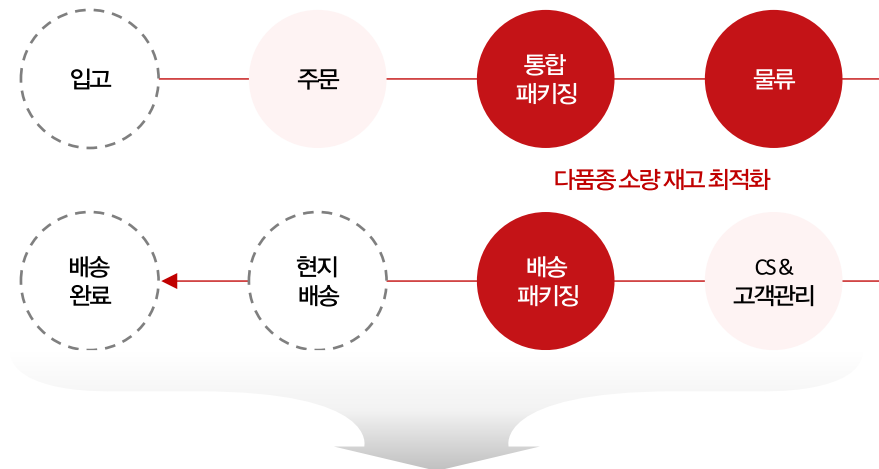 입고
주문
통합
패키징
물류
다품종 소량 재고 최적화
배송
완료
현지
배송
배송
패키징
CS &
고객관리